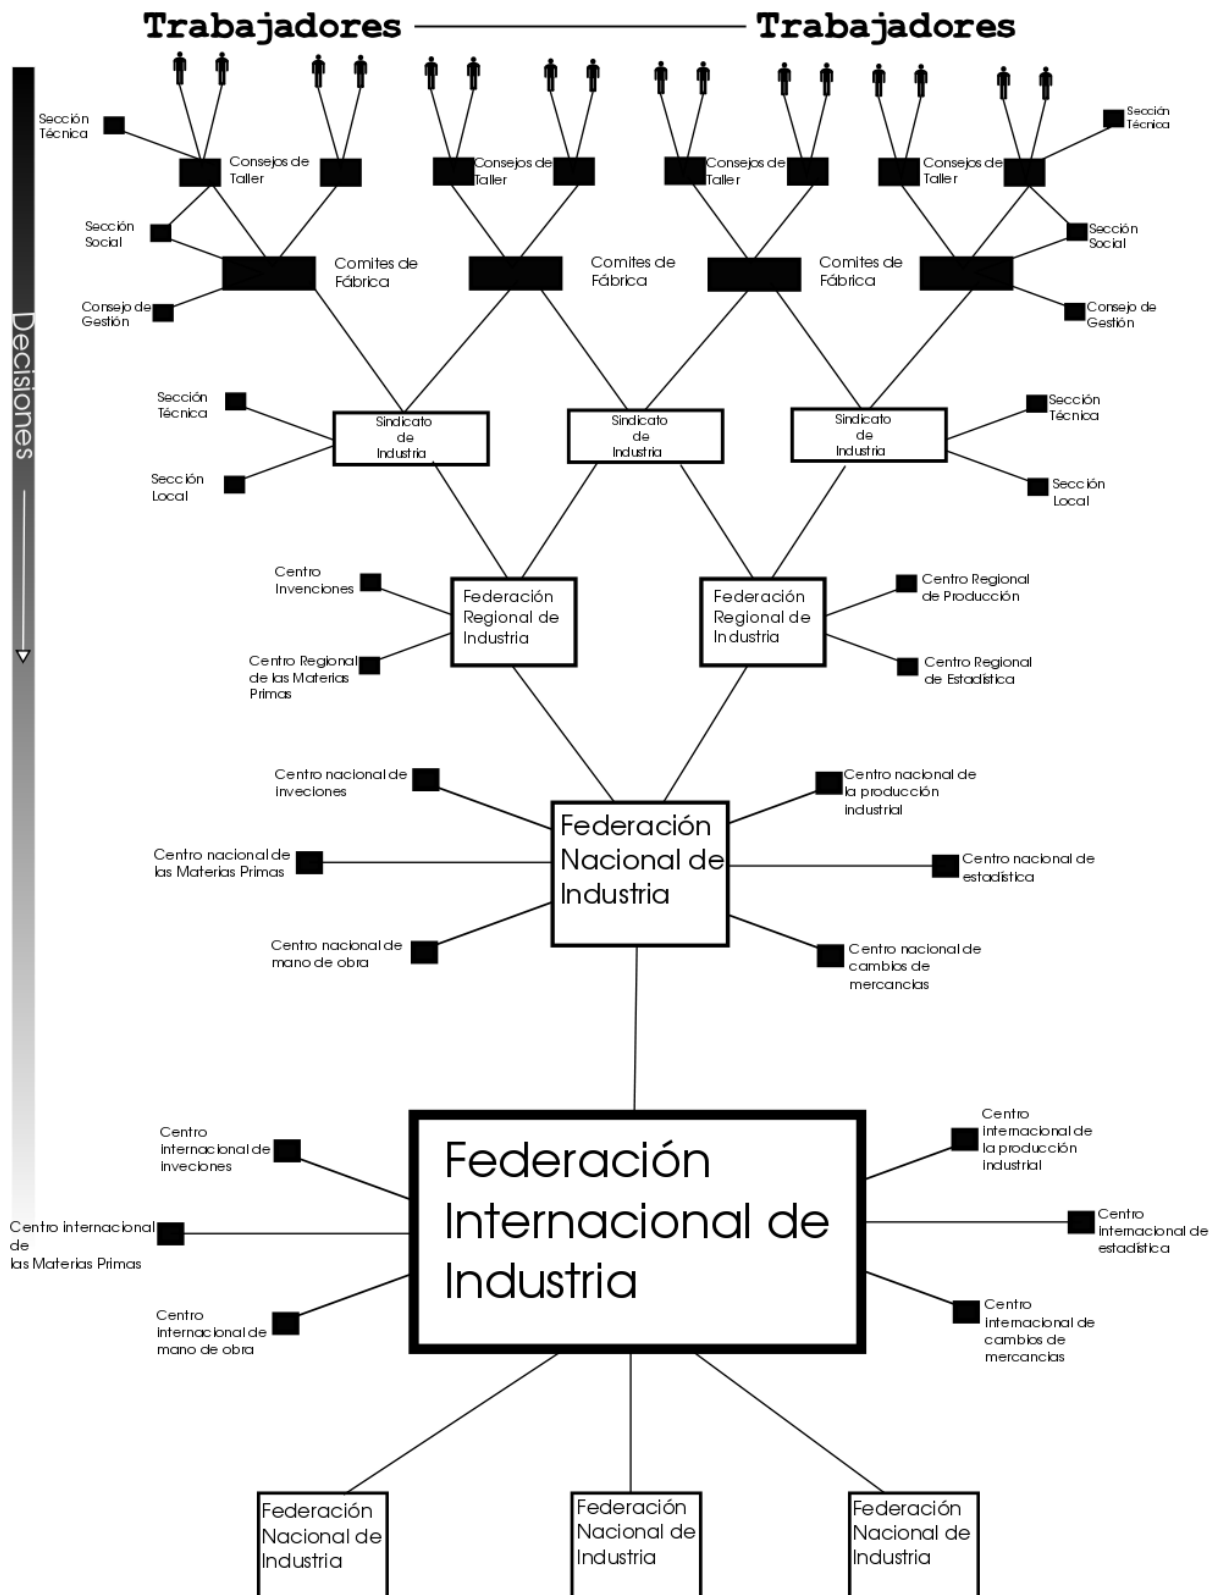 Trabajadores
Trabajadores
Decisiones
Sección
Técnica
Sección
Técnica
Consejos de
Taller
Consejos de
Taller
Consejos de
Taller
Consejos de
Taller
Sección
Social
Sección
Social
Comites de
Fábrica
Comites de
Fábrica
Comites de
Fábrica
Consejo de
Gestión
Consejo de
Gestión
Sección
Técnica
Sindicato
de
Industria
Sindicato
de
Industria
Sindicato
de
Industria
Sección
Técnica
Sección
Local
Sección
Local
Centro
Invenciones
Federación
Regional de
Industria
Federación
Regional de
Industria
Centro Regional
de Producción
Centro Regional
de las Materias
Primas
Centro Regional
de Estadística
Centro nacional de
inveciones
Centro nacional de
la producción
industrial
Federación
Nacional de
Industria
Centro nacional de
las Materias Primas
Centro nacional de
estadística
Centro nacional de
mano de obra
Centro nacional de
cambios de
mercancias
Centro
internacional de
inveciones
Centro
internacional de
la producción
industrial
Federación
Internacional de
Industria
Centro internacional
de
las Materias Primas
Centro
internacional de
estadística
Centro
internacional de
mano de obra
Centro
internacional de
cambios de
mercancias
Federación
Nacional de
Industria
Federación
Nacional de
Industria
Federación
Nacional de
Industria